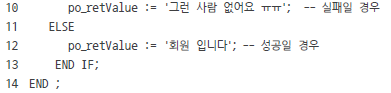 10 po_retValue := '그런 사람 없어요 ㅠㅠ'; -- 실패일 경우
11 ELSE
12 po_retValue := '회원 입니다'; -- 성공일 경우
13 END IF;
14 END ;